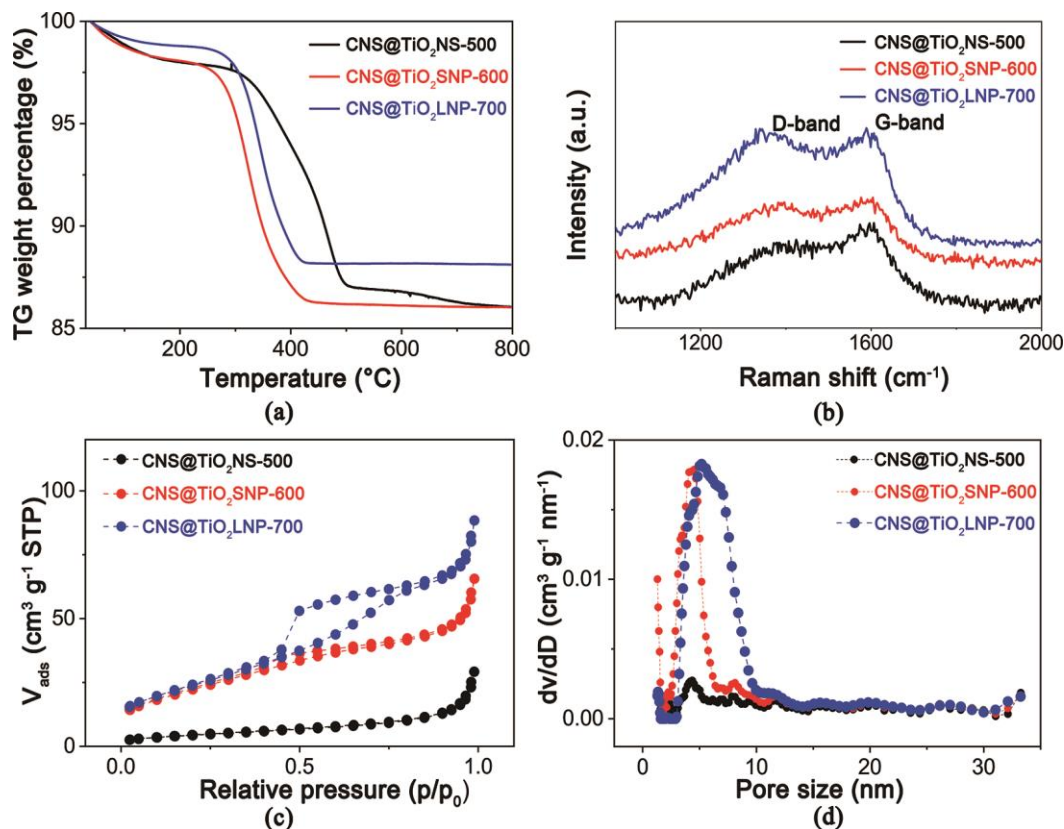 TG weight percentage (%)
100
95
90
85
CNS@TiO₂NS-500
CNS@TiO₂SNP-600
CNS@TiO₂LNP-700
200
400
600
800
Temperature (°C)
(a)
Intensity (a.u.)
CNS@TiO₂NS-500
CNS@TiO₂SNP-600
CNS@TiO₂LNP-700
D-band
G-band
1200
1600
2000
Raman shift (cm⁻¹)
(b)
V_ads (cm³ g⁻¹ STP)
100
50
0
CNS@TiO₂NS-500
CNS@TiO₂SNP-600
CNS@TiO₂LNP-700
0.0
0.5
1.0
Relative pressure (p/p₀)
(c)
dv/dD (cm³ g⁻¹ nm⁻¹)
0.02
0.01
0.00
CNS@TiO₂NS-500
CNS@TiO₂SNP-600
CNS@TiO₂LNP-700
0
10
20
30
Pore size (nm)
(d)